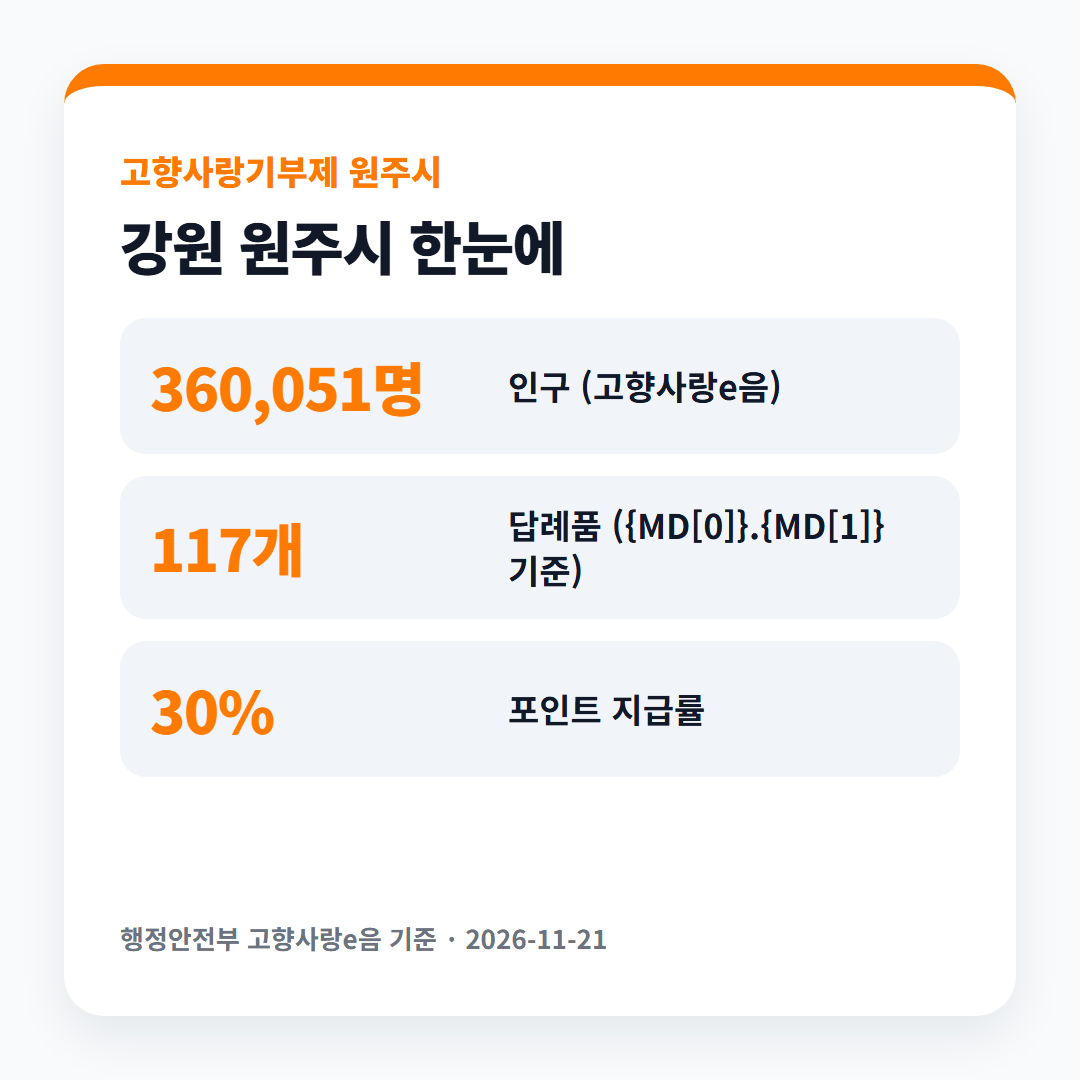 고향사랑기부제 원주시
강원 원주시 한눈에
360,051명
인구 (고향사랑e음)
117개
답례품 ({MD[0]}.{MD[1]}
기준)
30%
포인트 지급률
행정안전부 고향사랑e음 기준 · 2026-11-21